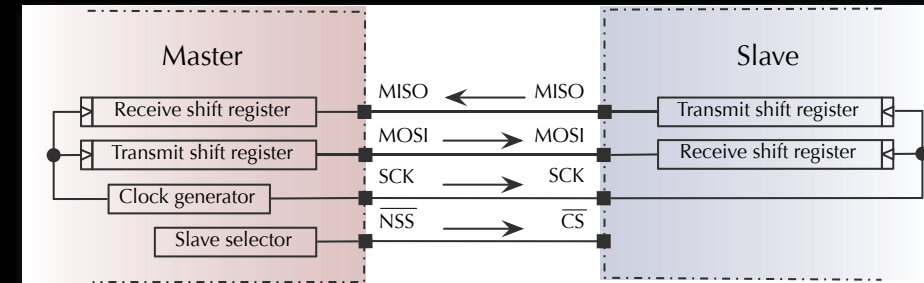 Master
Slave
Receive shift register
MISO
MISO
Transmit shift register
Transmit shift register
MOSI
MOSI
Receive shift register
Clock generator
SCK
SCK
Slave selector
NSS
CS